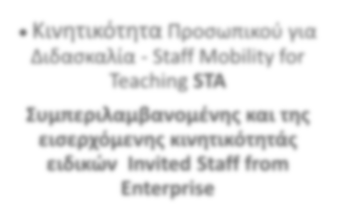 • Κινητικότητα Προσωπικού για
Διδασκαλία - Staff Mobility for
Teaching STA
Συμπεριλαμβανομένης και της
εισερχόμενης κινητικότητάς
ειδικών Invited Staff from
Enterprise